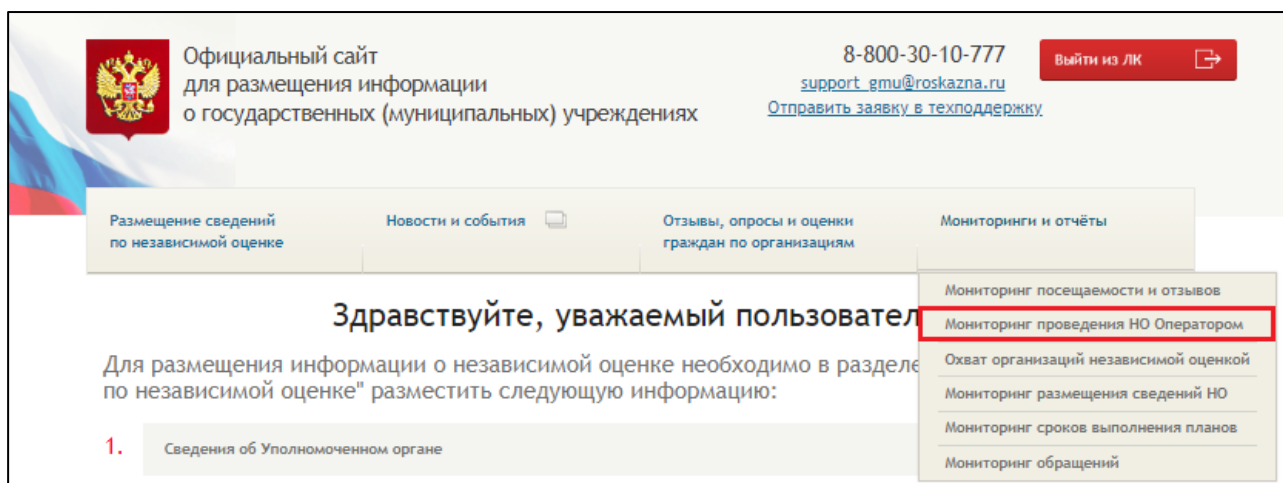 Официальный сайт
для размещения информации
о государственных (муниципальных) учреждениях
8-800-30-10-777
support_gmu@roskazna.ru
Отправить заявку в техподдержку
Выйти из ЛК
Размещение сведений
по независимой оценке
Новости и события
Отзывы, опросы и оценки
граждан по организациям
Мониторинги и отчёты
Мониторинг посещаемости и отзывов
Мониторинг проведения НО Оператором
Охват организаций независимой оценкой
Мониторинг размещения сведений НО
Мониторинг сроков выполнения планов
Мониторинг обращений
Здравствуйте, уважаемый пользовател
Для размещения информации о независимой оценке необходимо в разделе
по независимой оценке" разместить следующую информацию:
1. Сведения об Уполномоченном органе